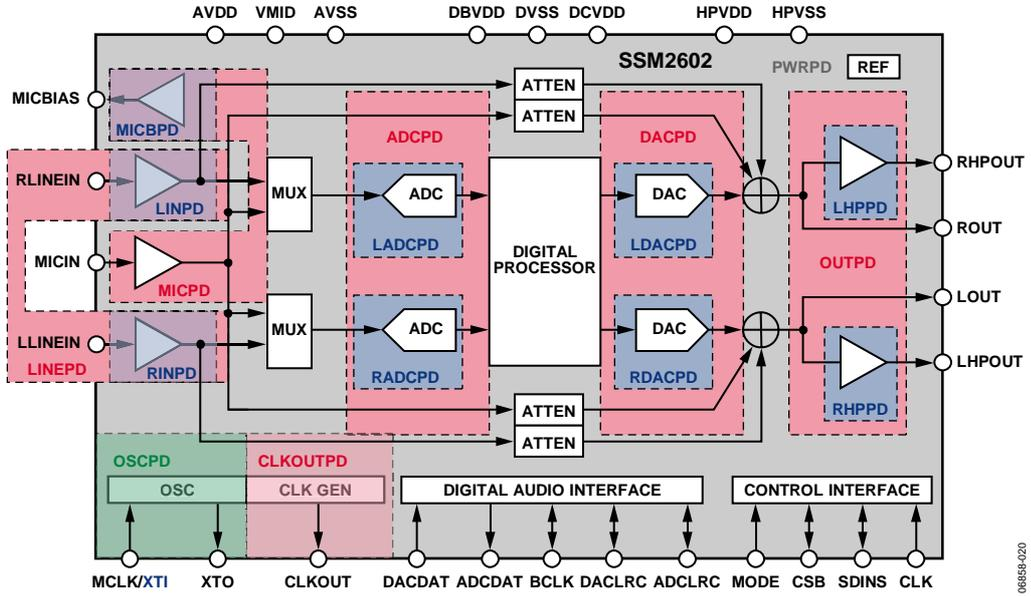 AVDD VMID AVSS DBVDD DVSS DCVDD HPVDD HPVSS
SSM2602
PWRPD REF
MICBIAS
MICBPD
ATTEN
ATTEN
ADCPD
DACPD
RLINEIN
LINPD
MUX
ADC
LADCPD
DAC
LDACPD
LHPPD
RHPOUT
ROUT
MICIN
MICPD
DIGITAL
PROCESSOR
OUTPD
LOUT
LLINEIN
LINEPD
RINPD
MUX
ADC
RADCPD
DAC
RDACPD
RHPPD
LHPOUT
ATTEN
ATTEN
OSCPD
CLKOUTPD
OSC
CLK GEN
DIGITAL AUDIO INTERFACE
CONTROL INTERFACE
MCLK/XTI XTO CLKOUT DACDAT ADCDAT BCLK DACLRC ADCLRC MODE CSB SDINS CLK
06858-020